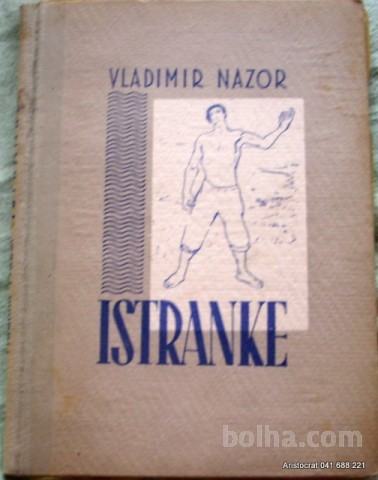 VLADIMIR NAZOR
ISTRANKE
bolha.com
Aristocrat 041 688 221